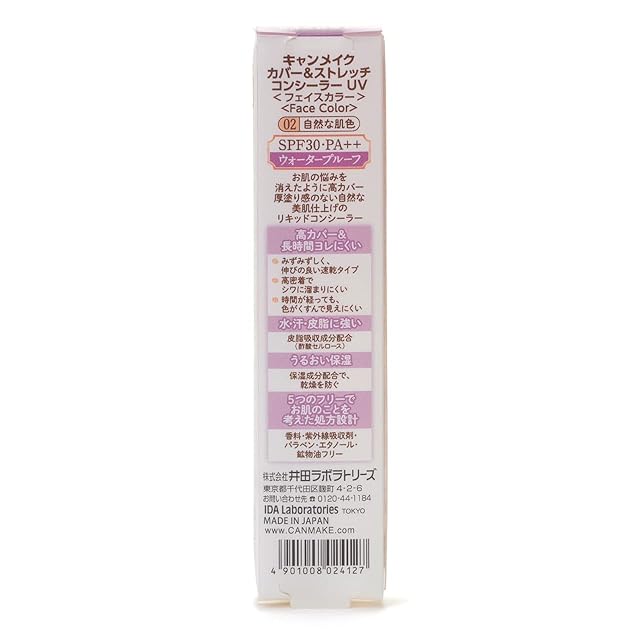 キャンメイク
カバー&ストレッチ
コンシーラー UV
<フェイスカラー>
<Face Color>
02 自然な肌色
SPF30・PA++
ウォータープルーフ
お肌の悩みを
消えたように高カバー
厚塗り感のない自然な
美肌仕上げの
リキッドコンシーラー
高カバー&
長時間ヨレにくい
みずみずしく、
伸びの良い速乾タイプ
高密着で
シワに溜まりにくい
時間が経っても、
色がくすんで見えにくい
水・汗・皮脂に強い
皮脂吸収成分配合
(酢酸セルロース)
うるおい保湿
保湿成分配合で、
乾燥を防ぐ
5つのフリーで
お肌のことを
考えた処方設計
香料・紫外線吸収剤・
パラベン・エタノール・
鉱物油フリー
株式会社 井田ラボラトリーズ
東京都千代田区麹町 4-2-6
お問い合わせ先 0120-44-1184
IDA Laboratories TOKYO
MADE IN JAPAN
www.CANMAKE.com
4 901008 024127